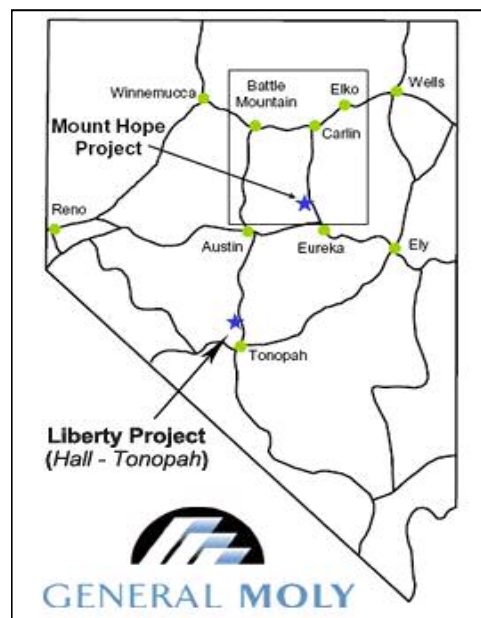 Battle
Mountain
Elko
Wells
Winnemucca
Mount Hope
Project
Carlin
Reno
Austin
Eureka
Ely
Tonopah
Liberty Project
(Hall - Tonopah)
GENERAL MOLY